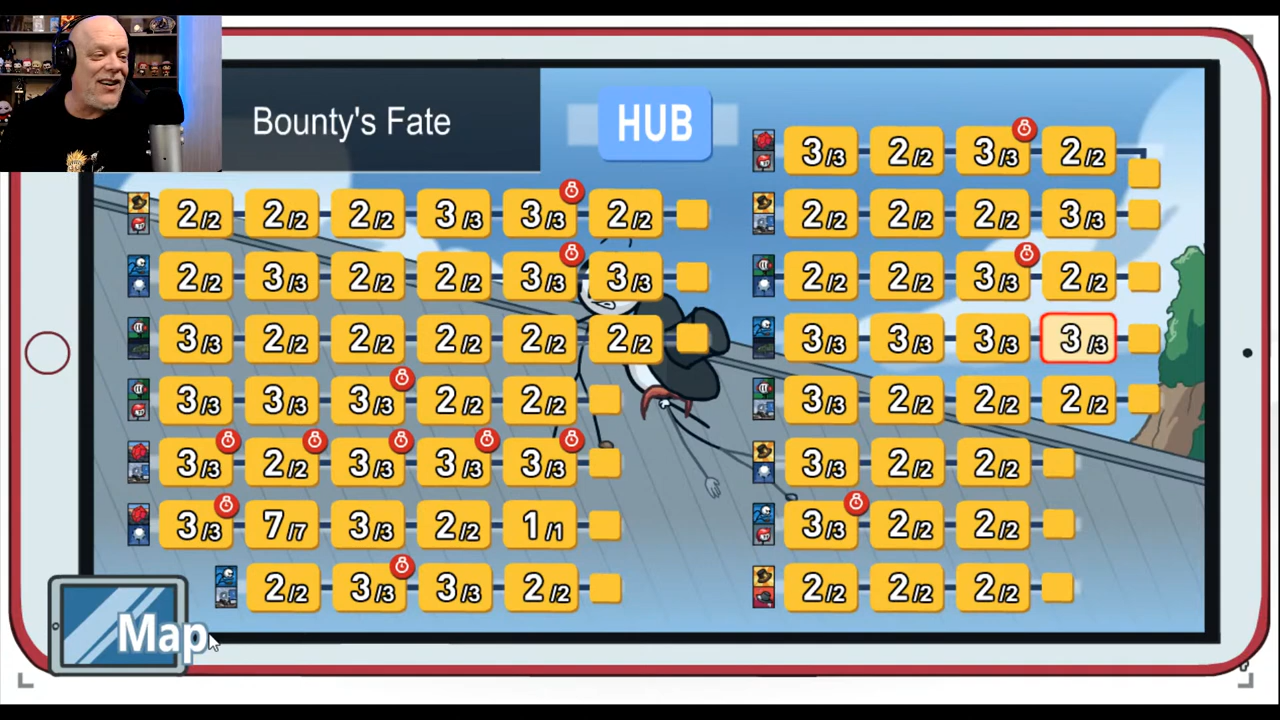 Bounty's Fate
HUB
3/3 2/2 3/3 2/2
2/2 2/2 2/2 3/3 3/3 2/2
2/2 2/2 2/2 3/3
2/2 3/3 2/2 2/2 3/3 3/3
2/2 2/2 3/3 2/2
3/3 2/2 2/2 2/2 2/2 2/2
3/3 3/3 3/3 3/3
3/3 3/3 3/3 2/2 2/2
3/3 2/2 2/2 2/2
3/3 2/2 3/3 3/3 3/3
3/3 2/2 2/2
3/3 7/7 3/3 2/2 1/1
3/3 2/2 2/2
2/2 3/3 3/3 2/2
2/2 2/2 2/2
Map